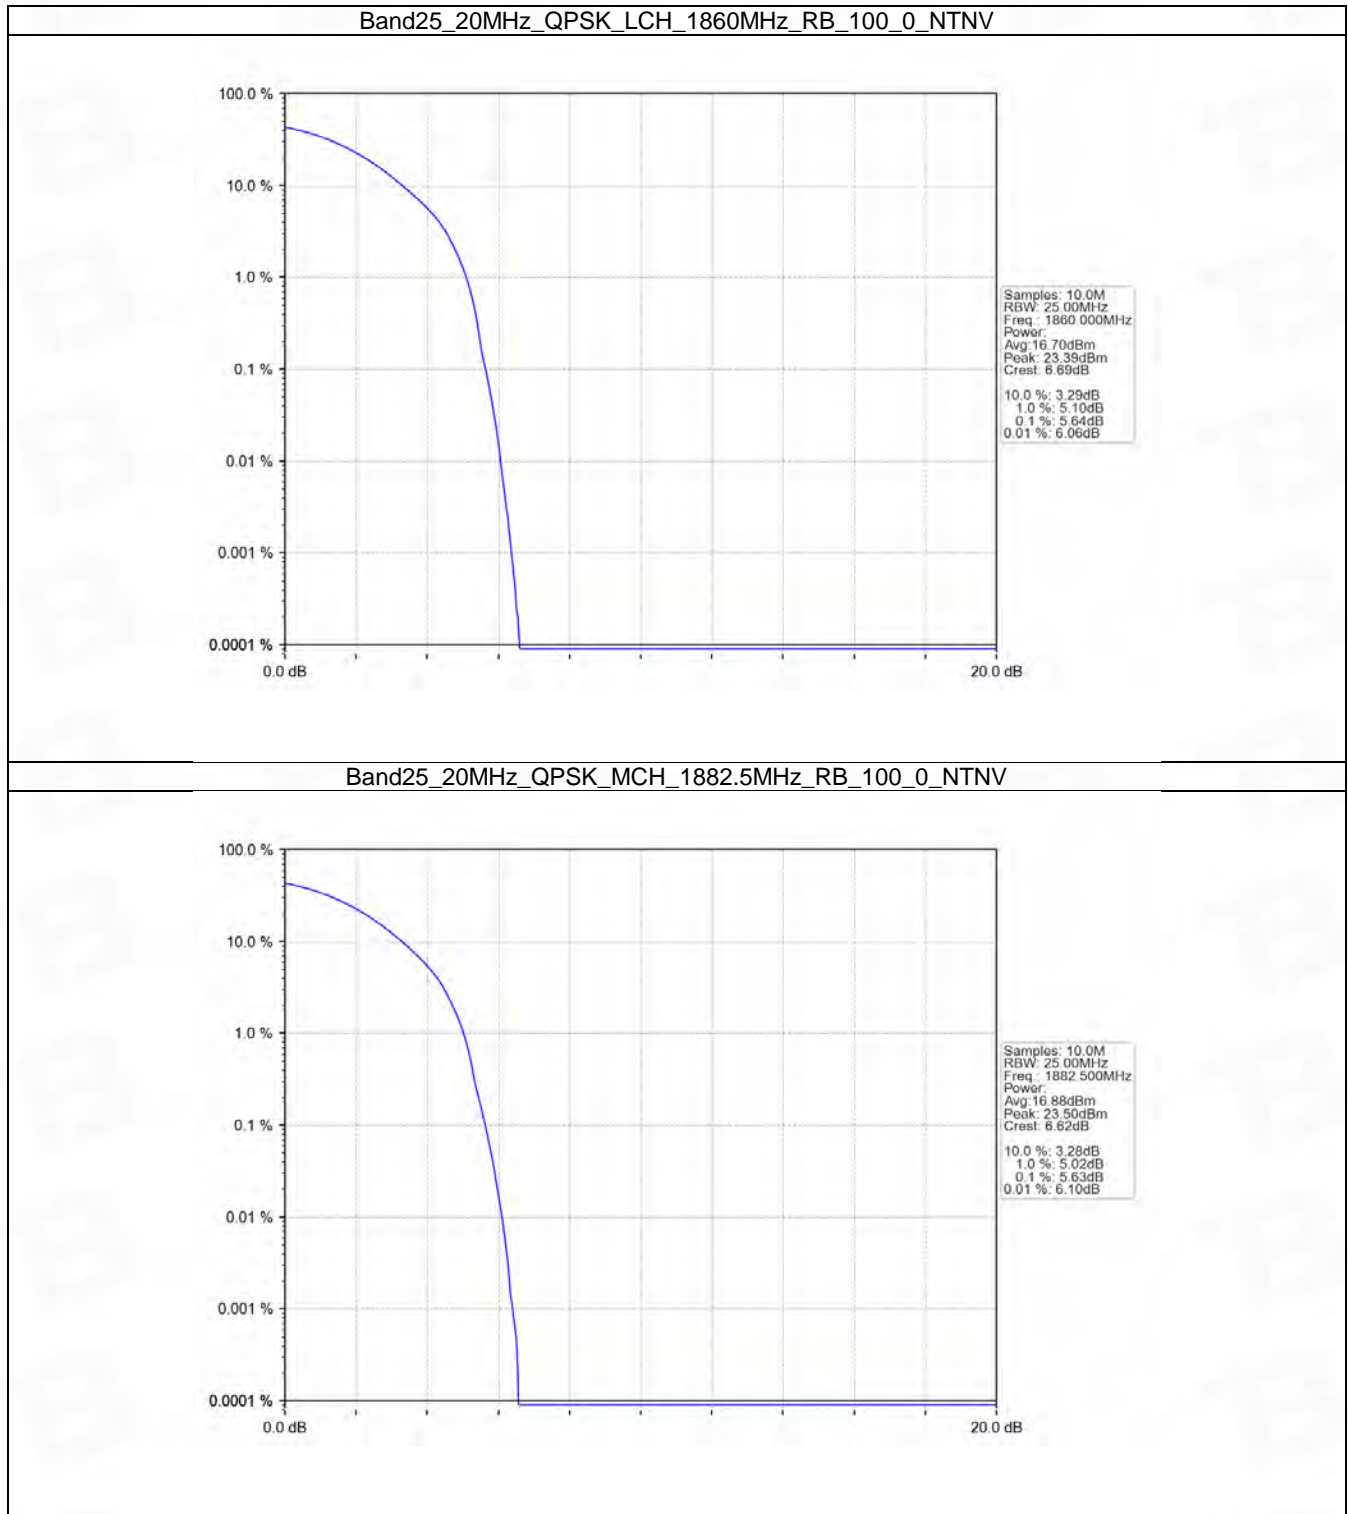 Band25_20MHz_QPSK_LCH_1860MHz_RB_100_0_NTNV
100.0 %
10.0 %
1.0 %
0.1 %
0.01 %
0.001 %
0.0001 %
0.0 dB
20.0 dB
Samples: 10.0M
RBW: 25.00MHz
Freq.: 1860.000MHz
Power:
Avg:16.70dBm
Peak: 23.39dBm
Crest: 6.69dB
10.0 %: 3.29dB
1.0 %: 5.10dB
0.1 %: 5.64dB
0.01 %: 6.06dB
Band25_20MHz_QPSK_MCH_1882.5MHz_RB_100_0_NTNV
100.0 %
10.0 %
1.0 %
0.1 %
0.01 %
0.001 %
0.0001 %
0.0 dB
20.0 dB
Samples: 10.0M
RBW: 25.00MHz
Freq.: 1882.500MHz
Power:
Avg:16.88dBm
Peak: 23.50dBm
Crest: 6.62dB
10.0 %: 3.28dB
1.0 %: 5.02dB
0.1 %: 5.63dB
0.01 %: 6.10dB